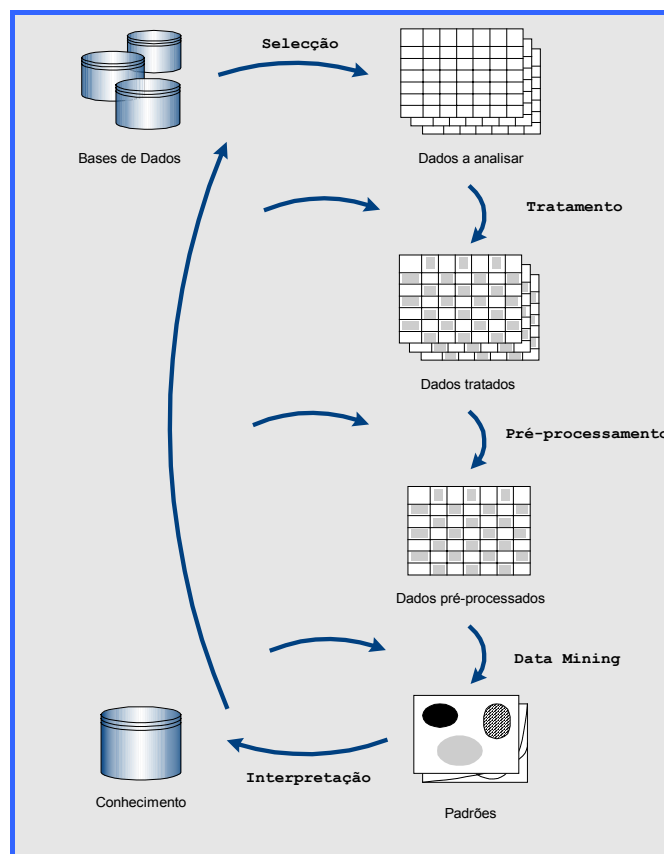 Selecção
Bases de Dados
Dados a analisar
Tratamento
Dados tratados
Pré-processamento
Dados pré-processados
Data Mining
Interpretação
Conhecimento
Padrões